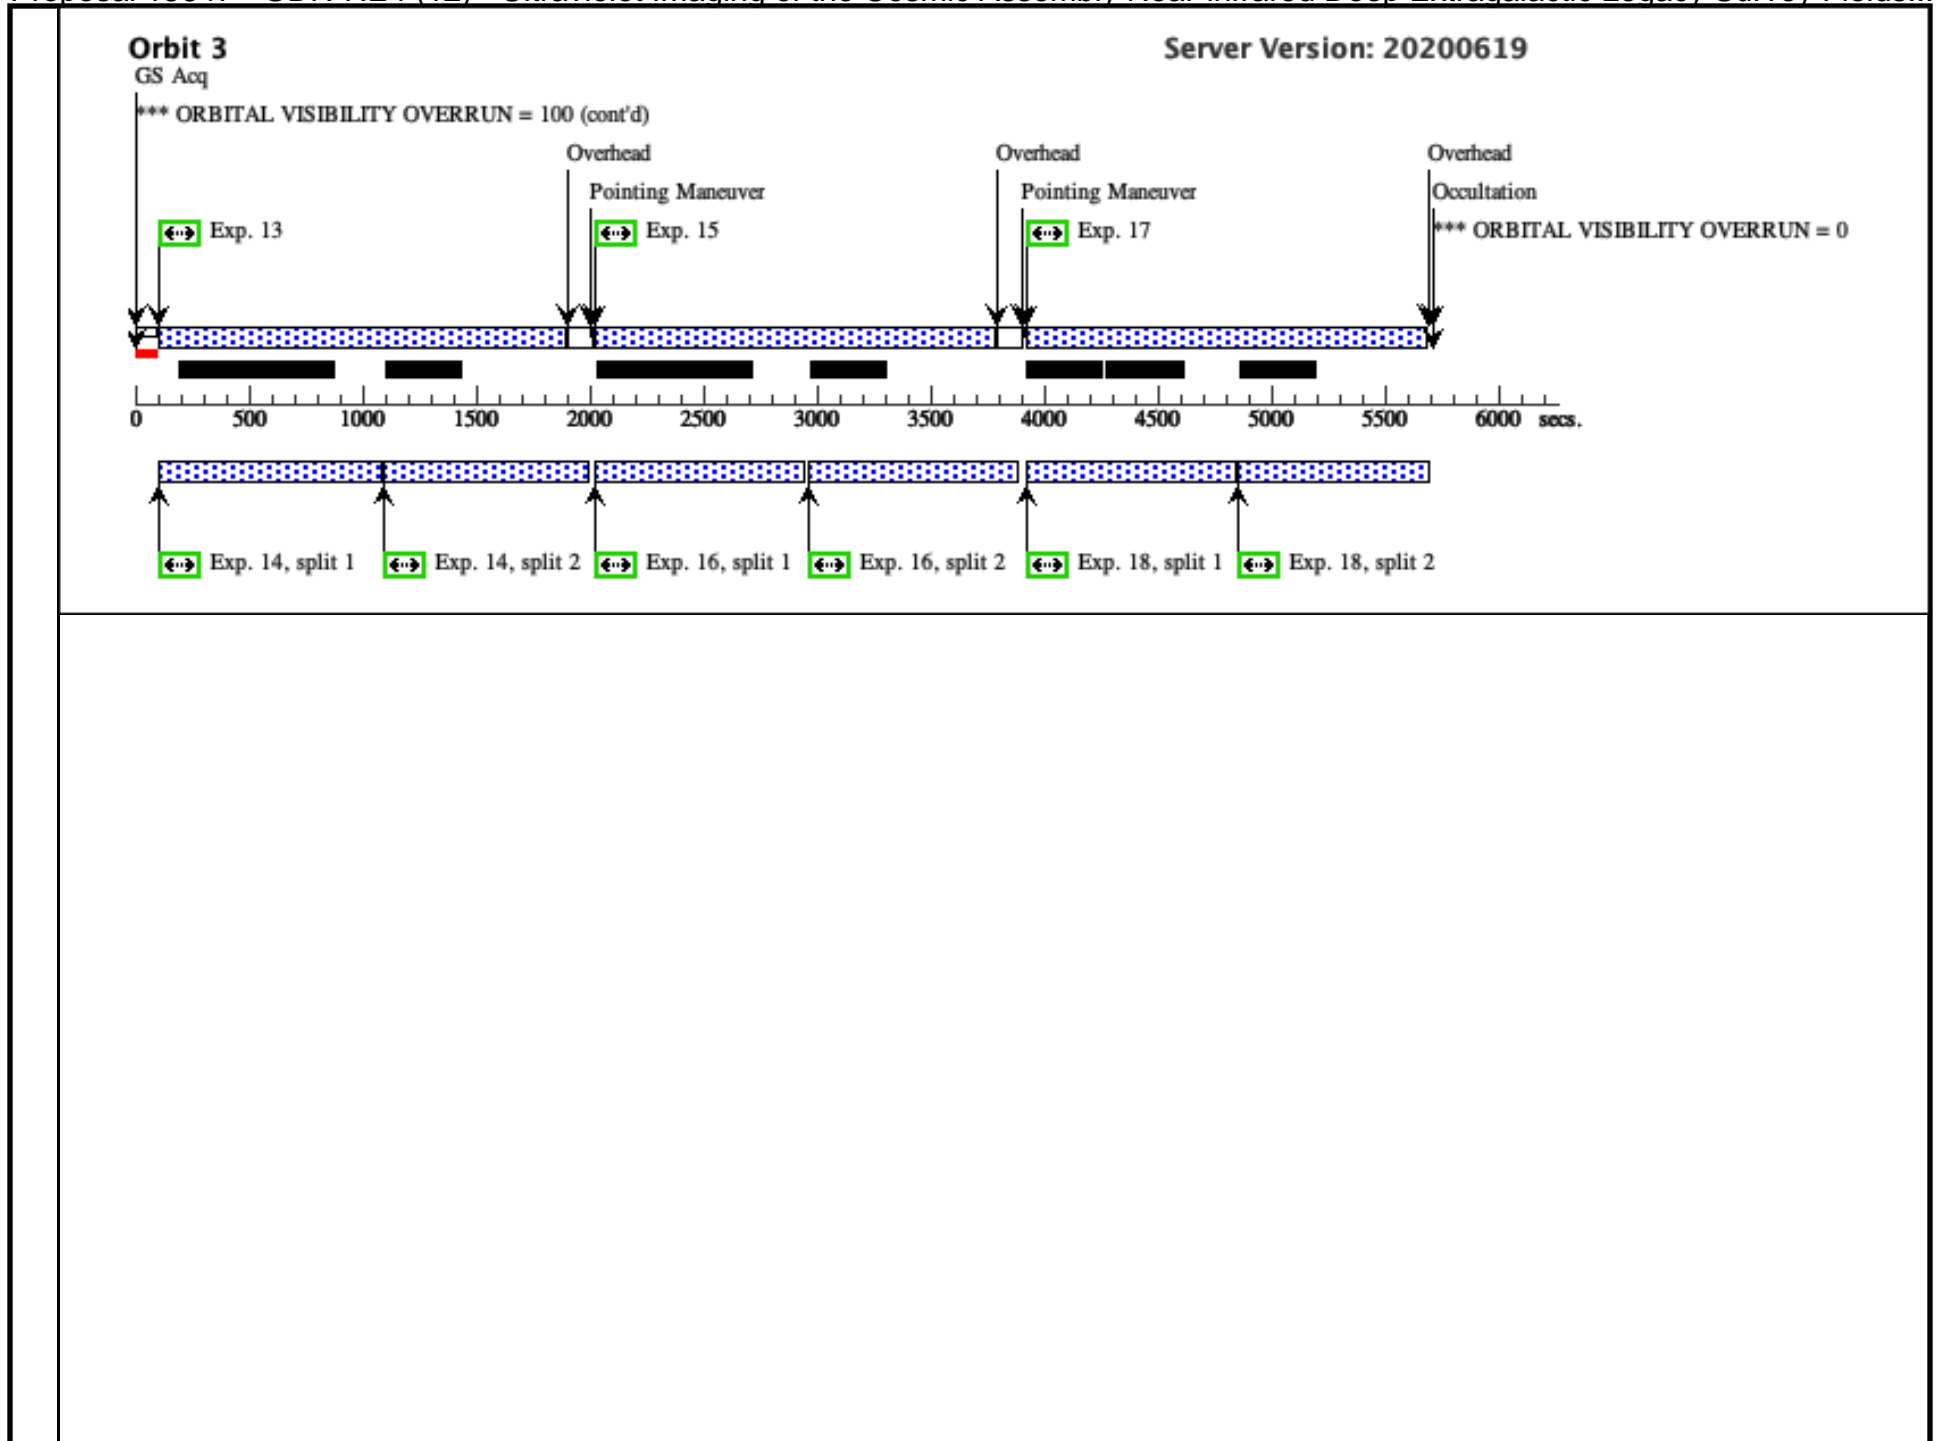 Orbit 3
Server Version: 20200619
GS Acq
*** ORBITAL VISIBILITY OVERRUN = 100 (cont'd)
Overhead
Overhead
Overhead
Pointing Maneuver
Pointing Maneuver
Occultation
Exp. 13
Exp. 15
Exp. 17
*** ORBITAL VISIBILITY OVERRUN = 0
0 500 1000 1500 2000 2500 3000 3500 4000 4500 5000 5500 6000 secs.
Exp. 14, split 1
Exp. 14, split 2
Exp. 16, split 1
Exp. 16, split 2
Exp. 18, split 1
Exp. 18, split 2